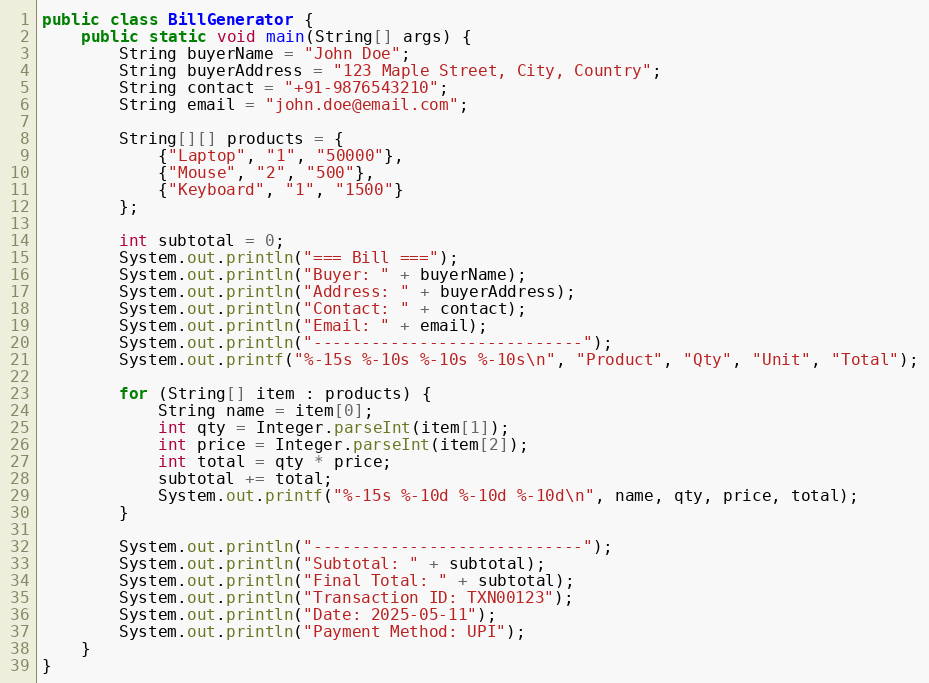 1 public class BillGenerator {
2     public static void main(String[] args) {
3         String buyerName = "John Doe";
4         String buyerAddress = "123 Maple Street, City, Country";
5         String contact = "+91-9876543210";
6         String email = "john.doe@email.com";
7
8         String[][] products = {
9             {"Laptop", "1", "50000"},
10             {"Mouse", "2", "500"},
11             {"Keyboard", "1", "1500"}
12         };
13
14         int subtotal = 0;
15         System.out.println("=== Bill ===");
16         System.out.println("Buyer: " + buyerName);
17         System.out.println("Address: " + buyerAddress);
18         System.out.println("Contact: " + contact);
19         System.out.println("Email: " + email);
20         System.out.println("----------------------------");
21         System.out.printf("%-15s %-10s %-10s %-10s\n", "Product", "Qty", "Unit", "Total");
22
23         for (String[] item : products) {
24             String name = item[0];
25             int qty = Integer.parseInt(item[1]);
26             int price = Integer.parseInt(item[2]);
27             int total = qty * price;
28             subtotal += total;
29             System.out.printf("%-15s %-10d %-10d %-10d\n", name, qty, price, total);
30         }
31
32         System.out.println("----------------------------");
33         System.out.println("Subtotal: " + subtotal);
34         System.out.println("Final Total: " + subtotal);
35         System.out.println("Transaction ID: TXN00123");
36         System.out.println("Date: 2025-05-11");
37         System.out.println("Payment Method: UPI");
38     }
39 }